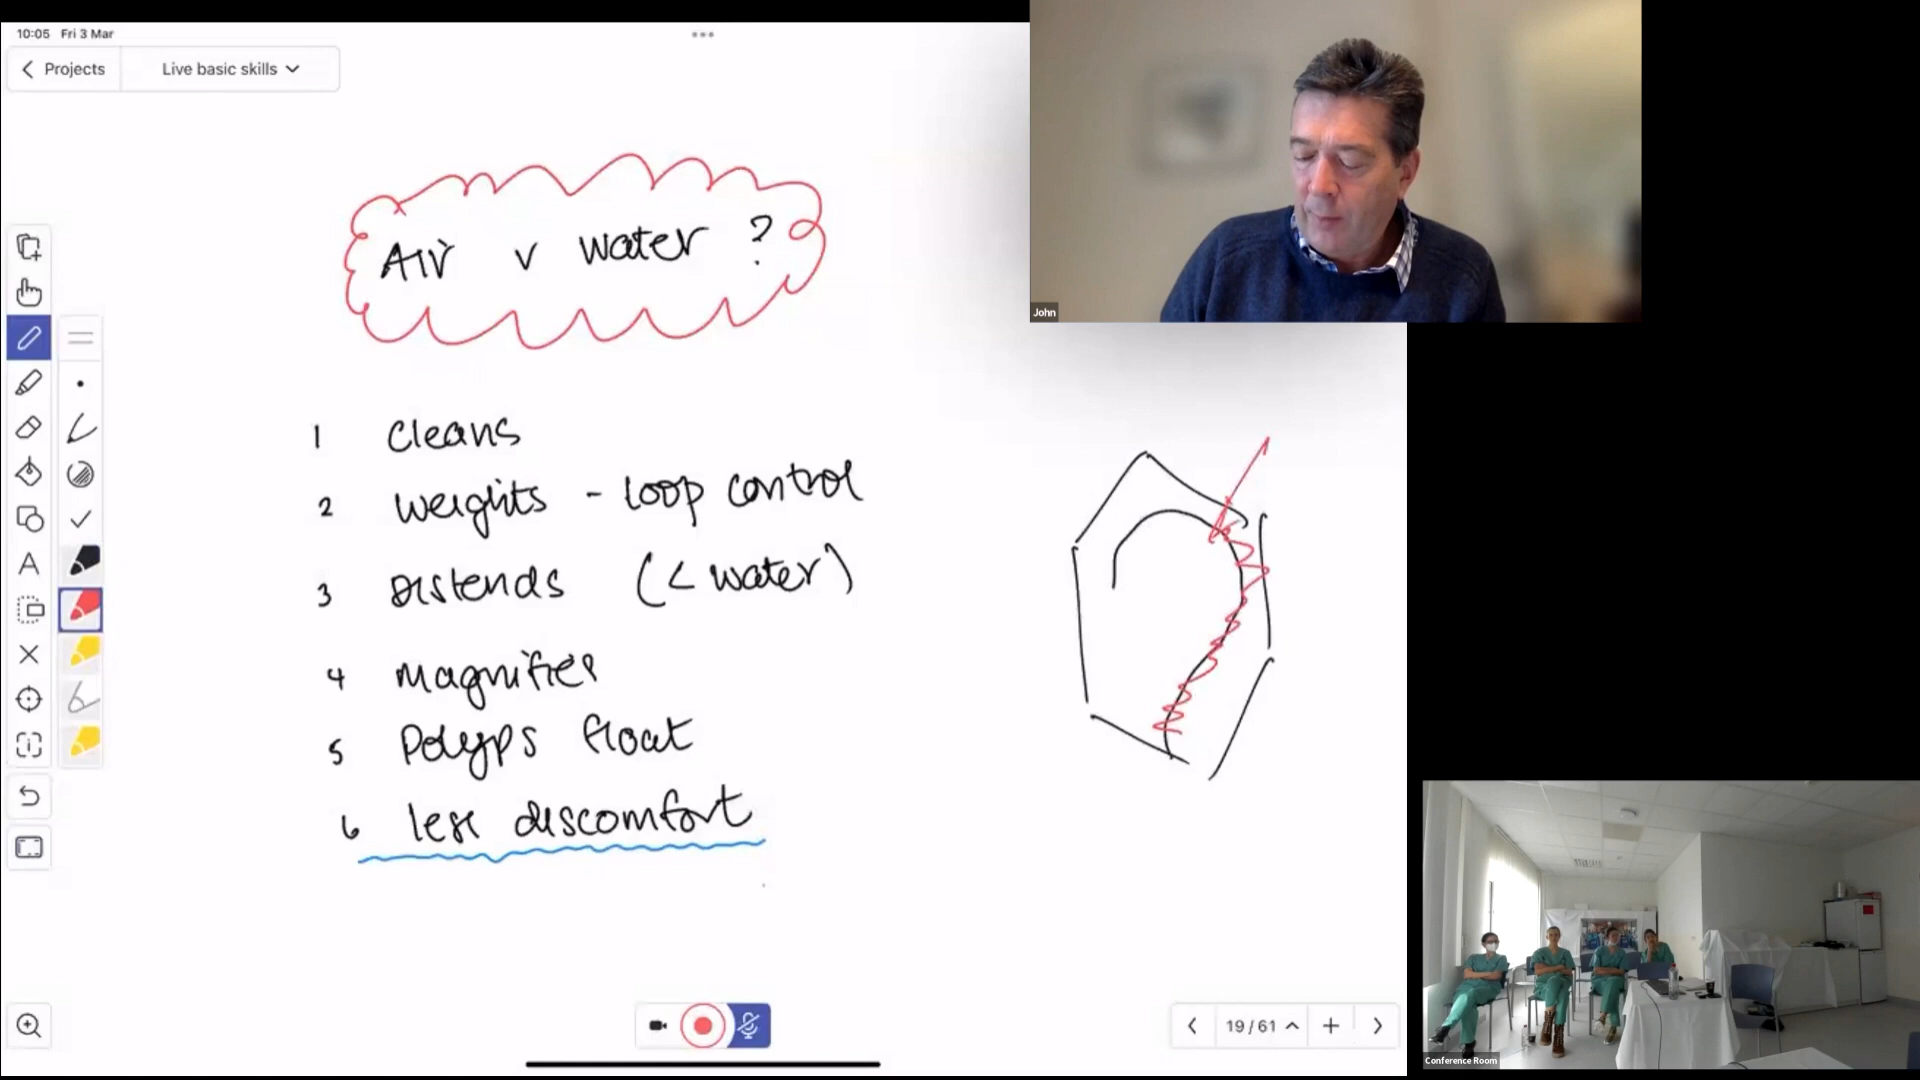 10:05 Fri 3 Mar
Projects
Live basic skills
Air v water ?
1 cleans
2 weights - loop control
3 Distends (< water)
4 Magnifies
5 Polyps float
6 less discomfort
19/61
John
Conference Room